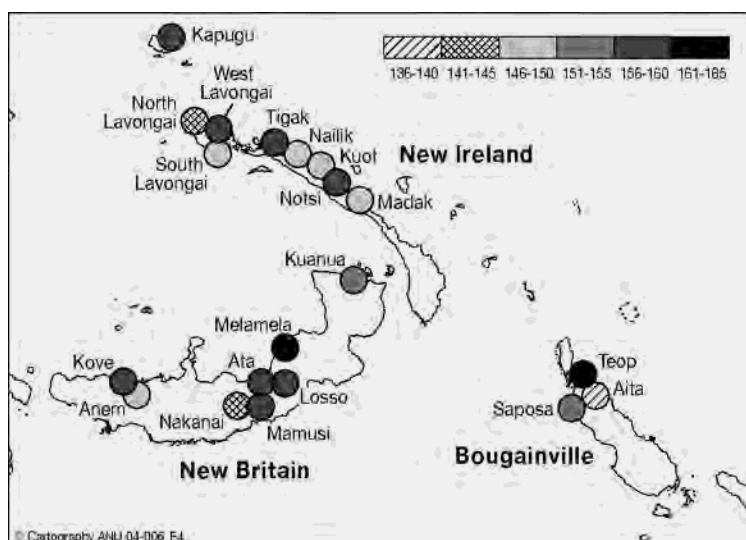 Kapugu
136-140 141-145 146-150 151-155 156-160 161-165
West
Lavongai
North
Lavongai
Tigak
Nailik
Kuot
New Ireland
South
Lavongai
Notsi
Madak
Kuanua
Melamela
Kove
Ata
Teop
Aita
Anem
Losso
Nakanai
Saposa
Mamusi
New Britain
Bougainville
© Cartography ANU 04-006 F4